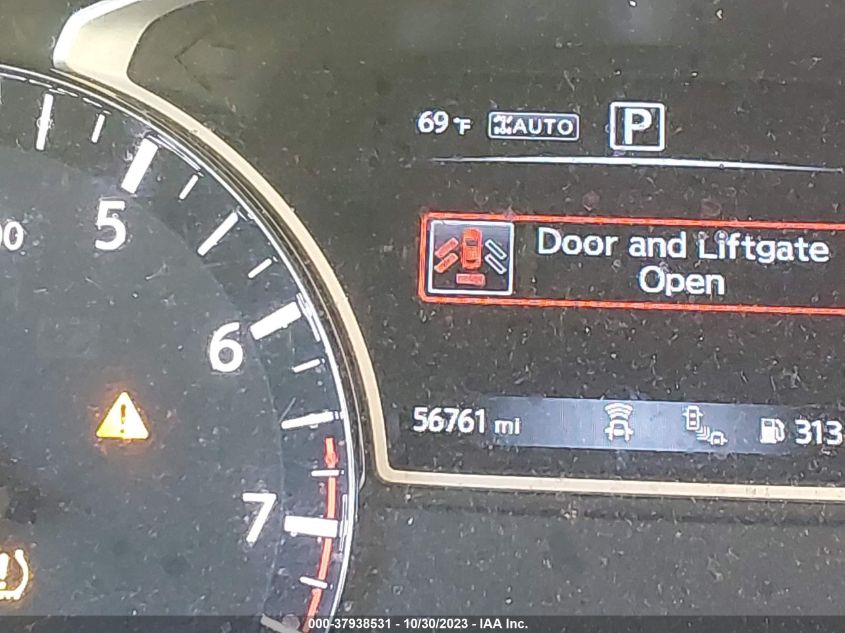 69°F AUTO P
5
00
Door and Liftgate
Open
6
56761 mi
313
7
000-37938531 - 10/30/2023 - IAA Inc.